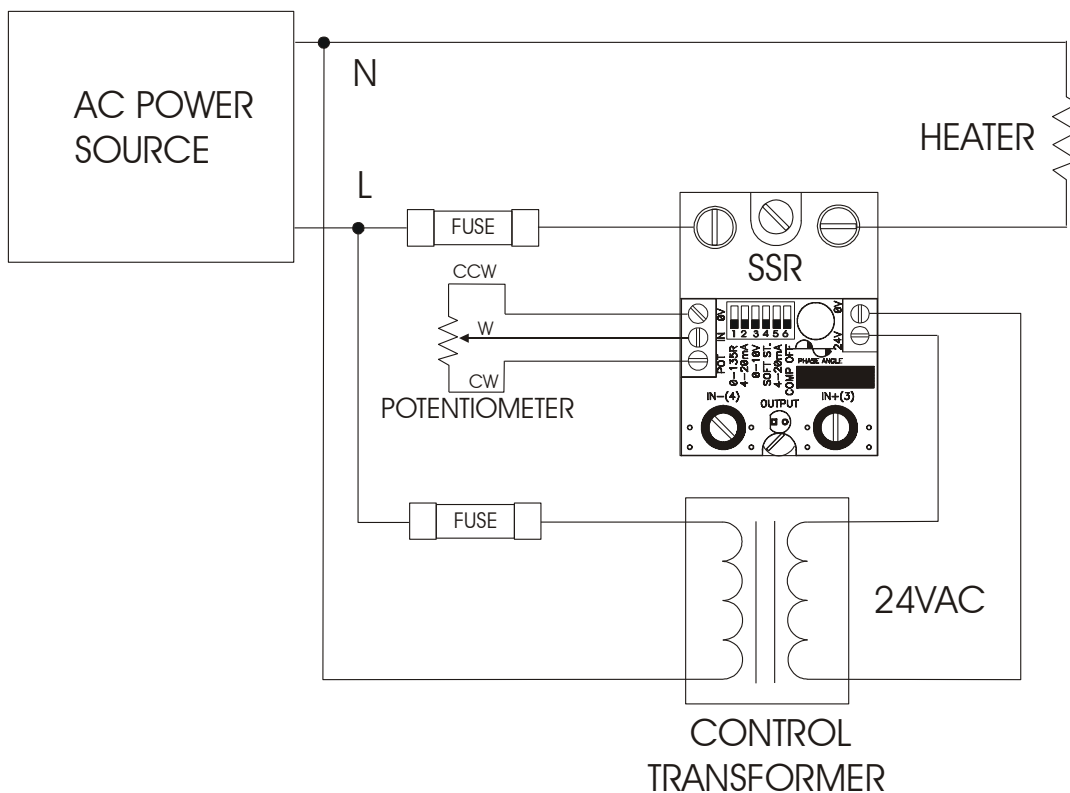 N
AC POWER
SOURCE
HEATER
L
FUSE
SSR
CCW
W
CW
POTENTIOMETER
0V
IN
POT
1 2 3 4 5 6
0-135R
4-20mA
0-10V
SOFT ST.
4-20mA
COMP OFF
0V
24V
PHASE ANGLE
IN-(4)
OUTPUT
IN+(3)
FUSE
24VAC
CONTROL
TRANSFORMER